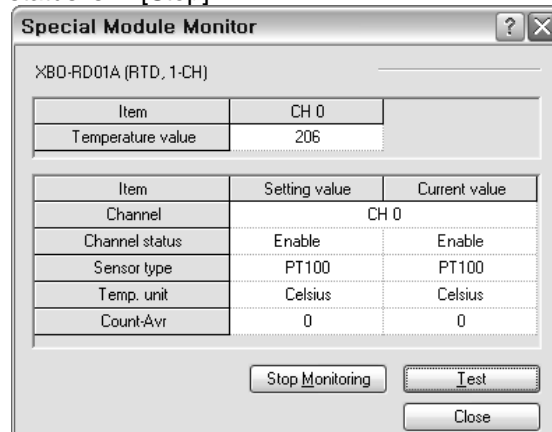 Special Module Monitor
XBO-RD01A (RTD, 1-CH)
Item CH 0
Temperature value 206
Item Setting value Current value
Channel CH 0
Channel status Enable Enable
Sensor type PT100 PT100
Temp. unit Celsius Celsius
Count-Avr 0 0
Stop Monitoring Test
Close